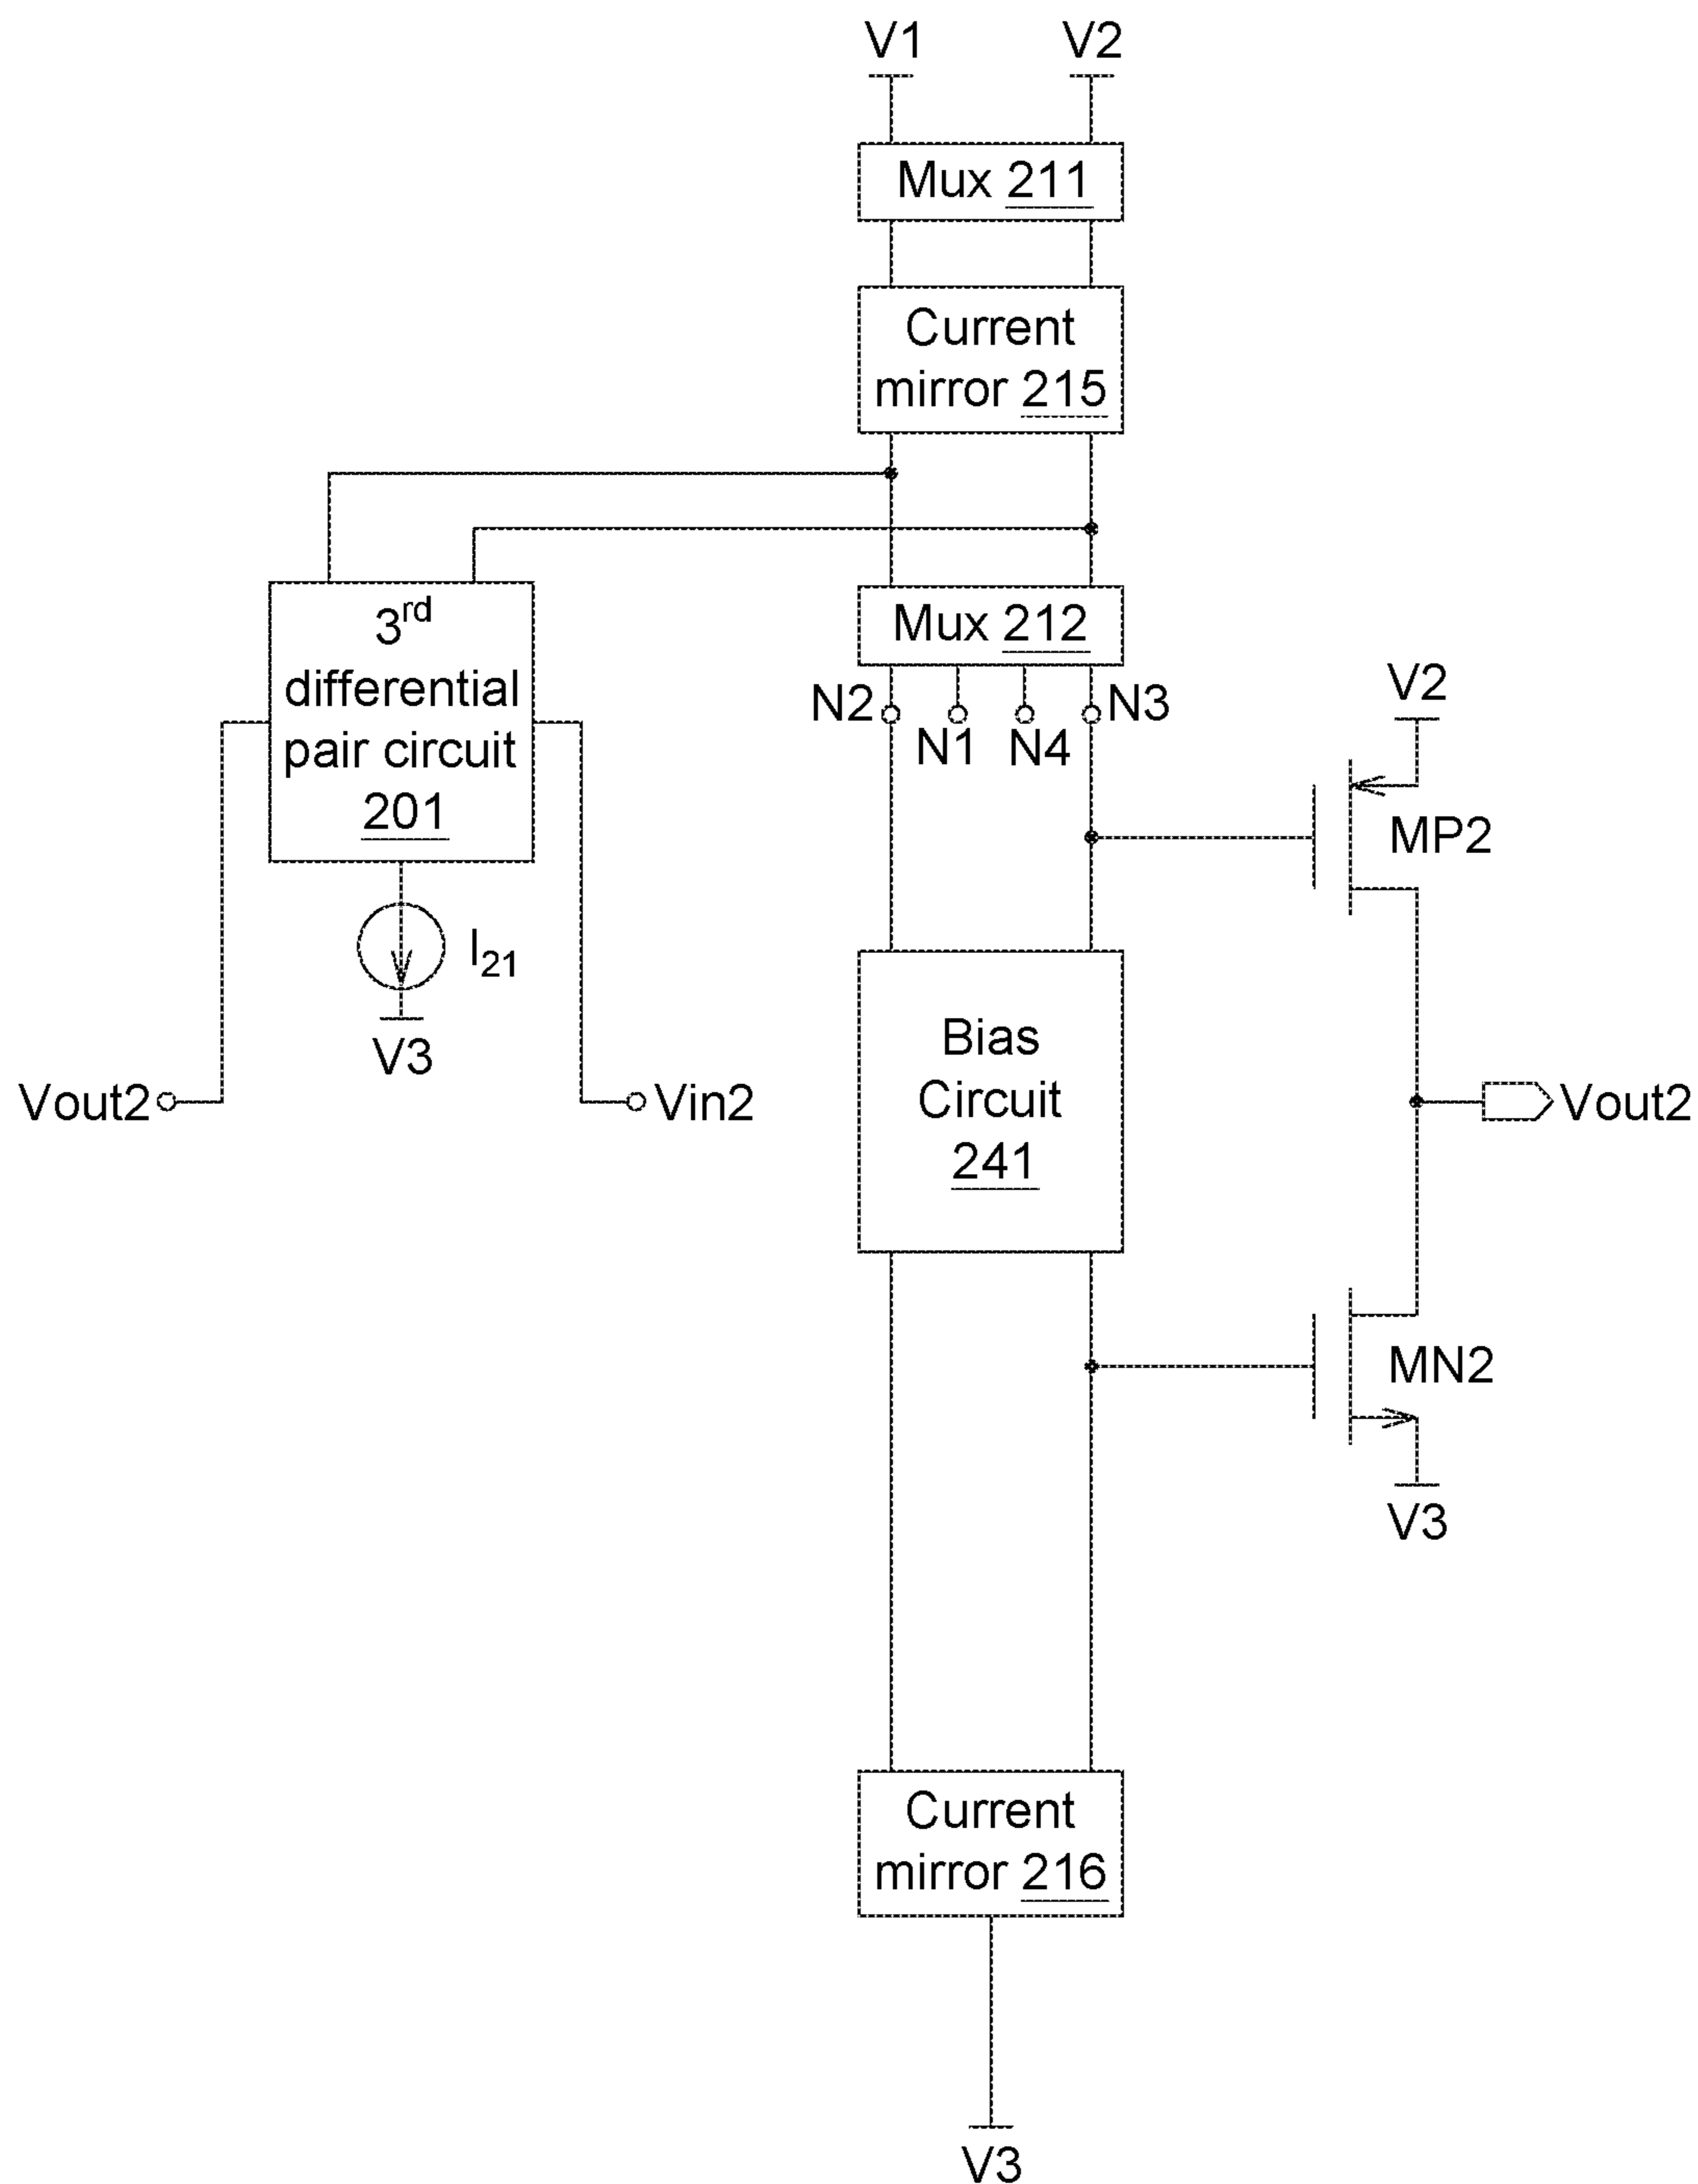 V1 V2
Mux 211
Current
mirror 215
3rd
differential
pair circuit
201
Mux 212
N2 N3
N1 N4
V2
MP2
I21
V3
Bias
Circuit
241
Vout2 Vin2
Vout2
MN2
V3
Current
mirror 216
V3